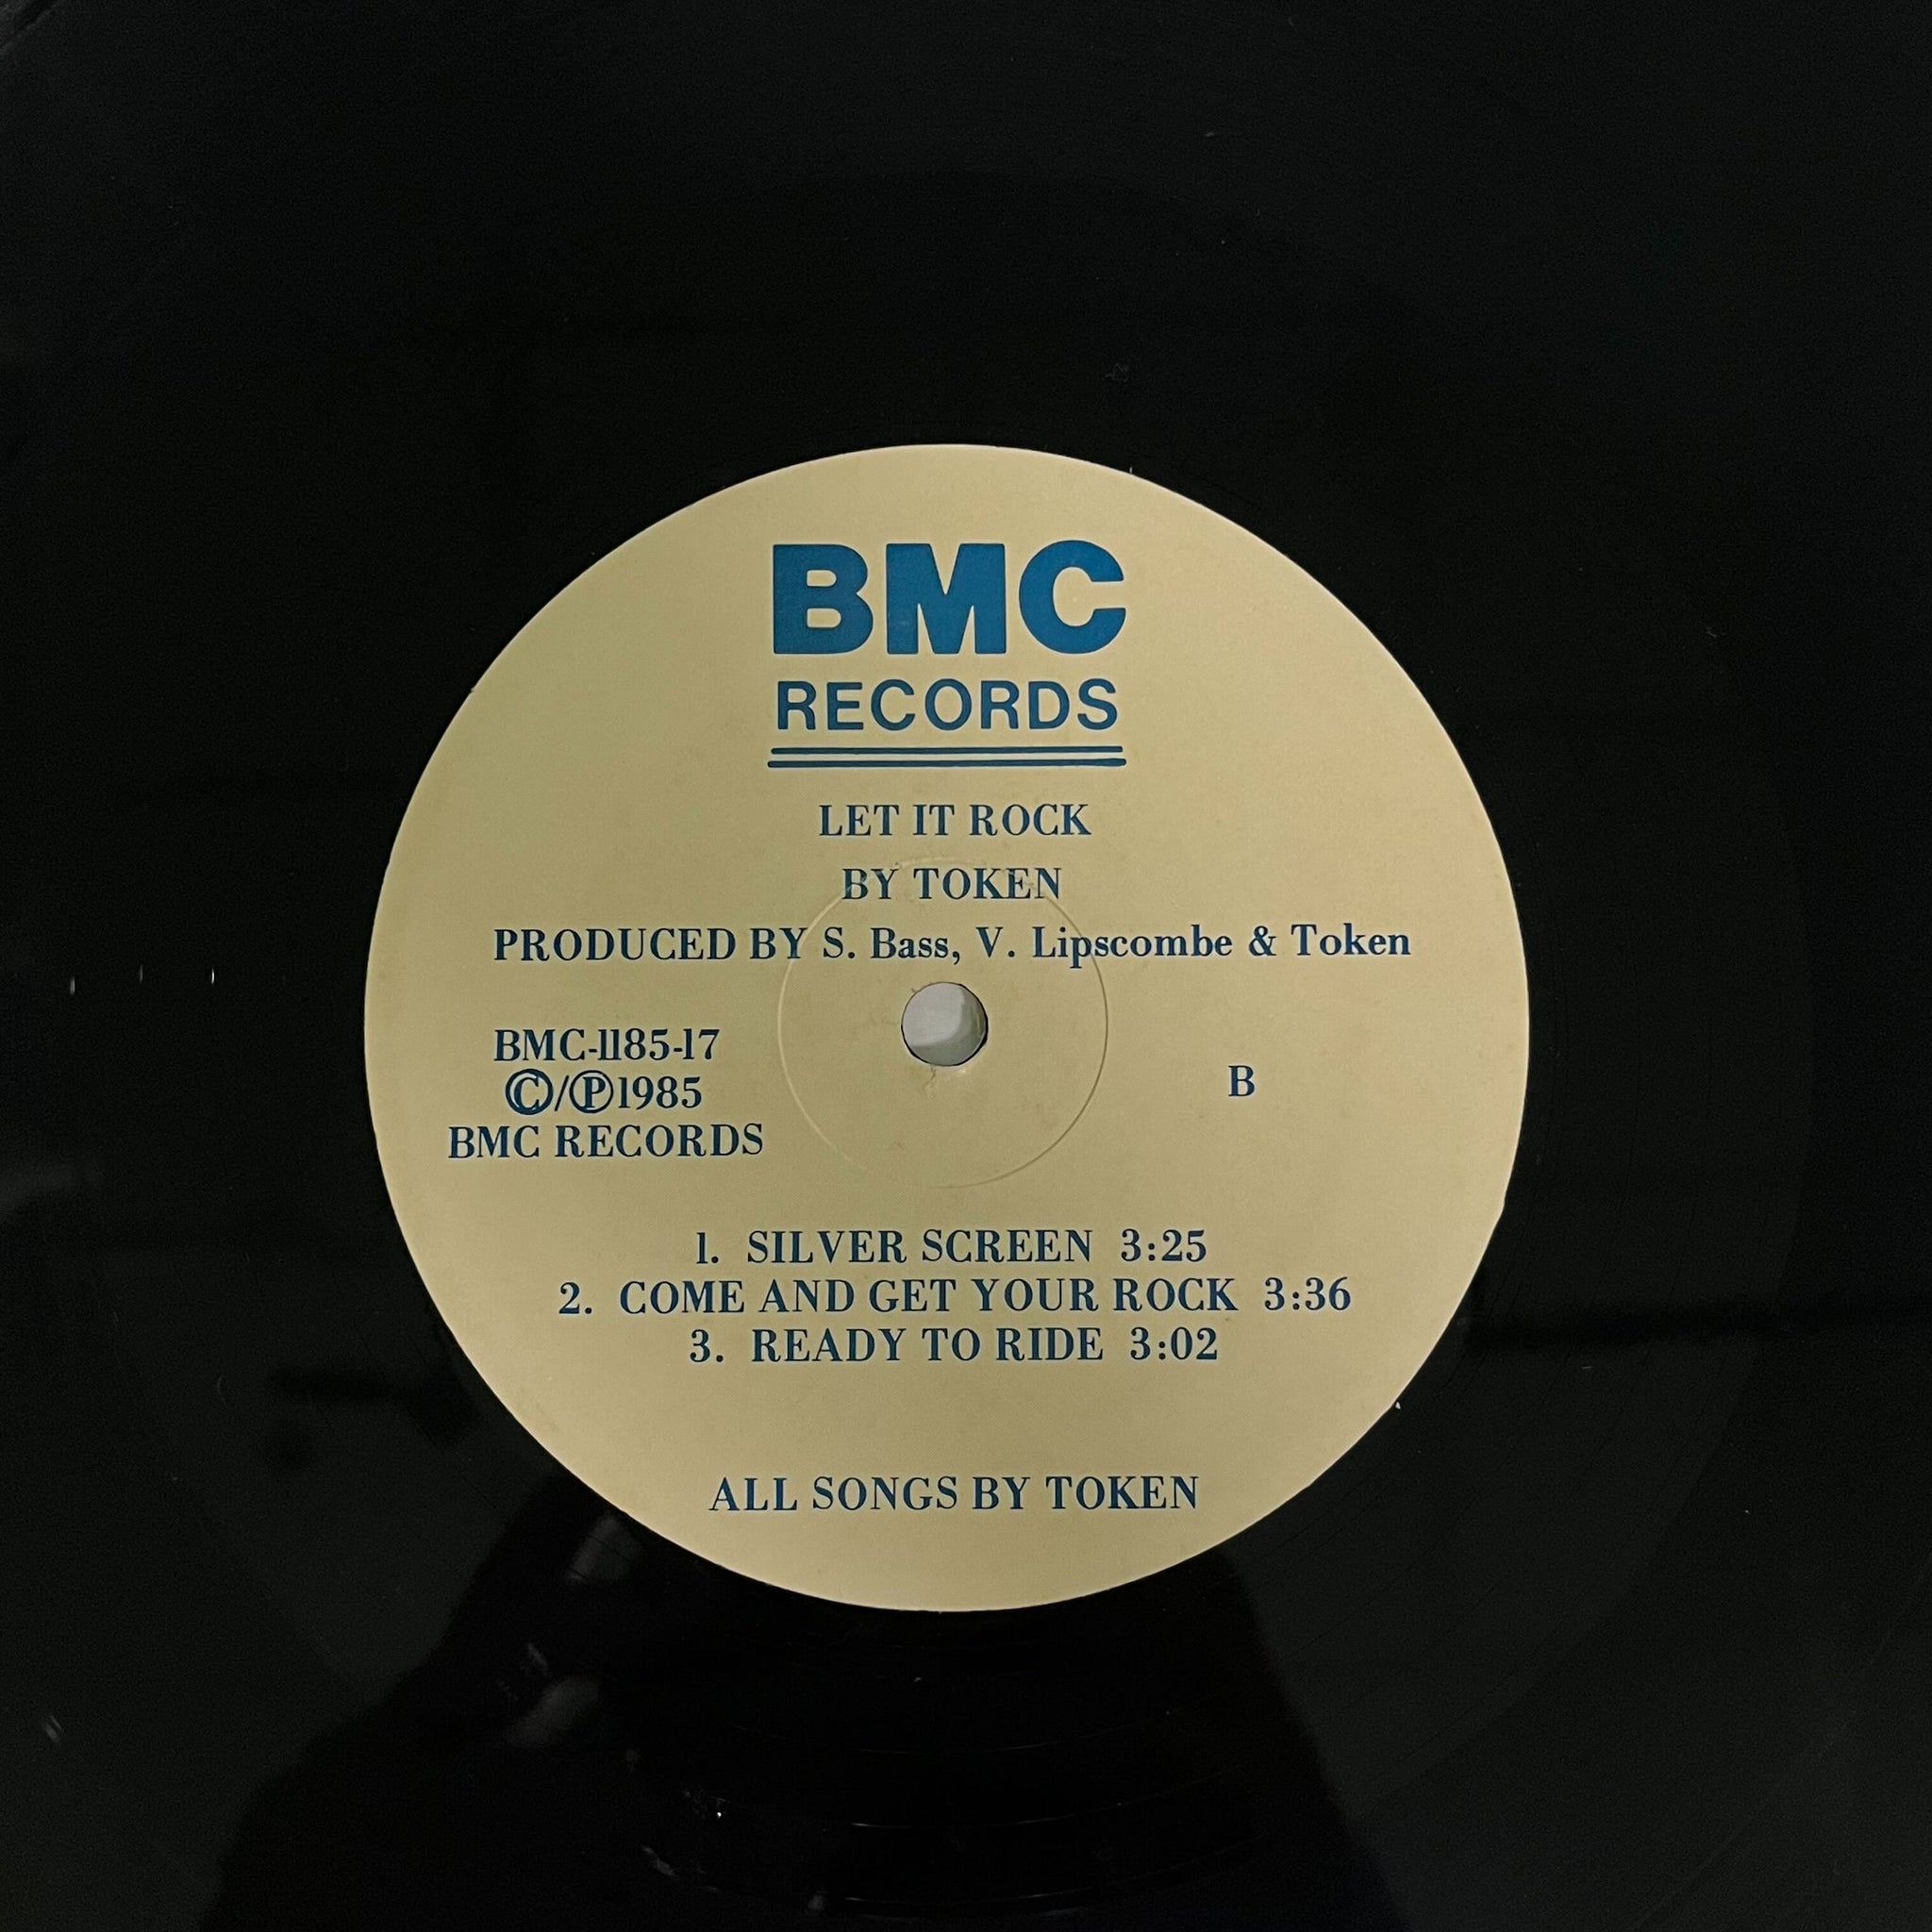 BMC
RECORDS
LET IT ROCK
BY TOKEN
PRODUCED BY S. Bass, V. Lipscombe & Token
BMC-1185-17
©/℗1985
BMC RECORDS
B
1. SILVER SCREEN 3:25
2. COME AND GET YOUR ROCK 3:36
3. READY TO RIDE 3:02
ALL SONGS BY TOKEN